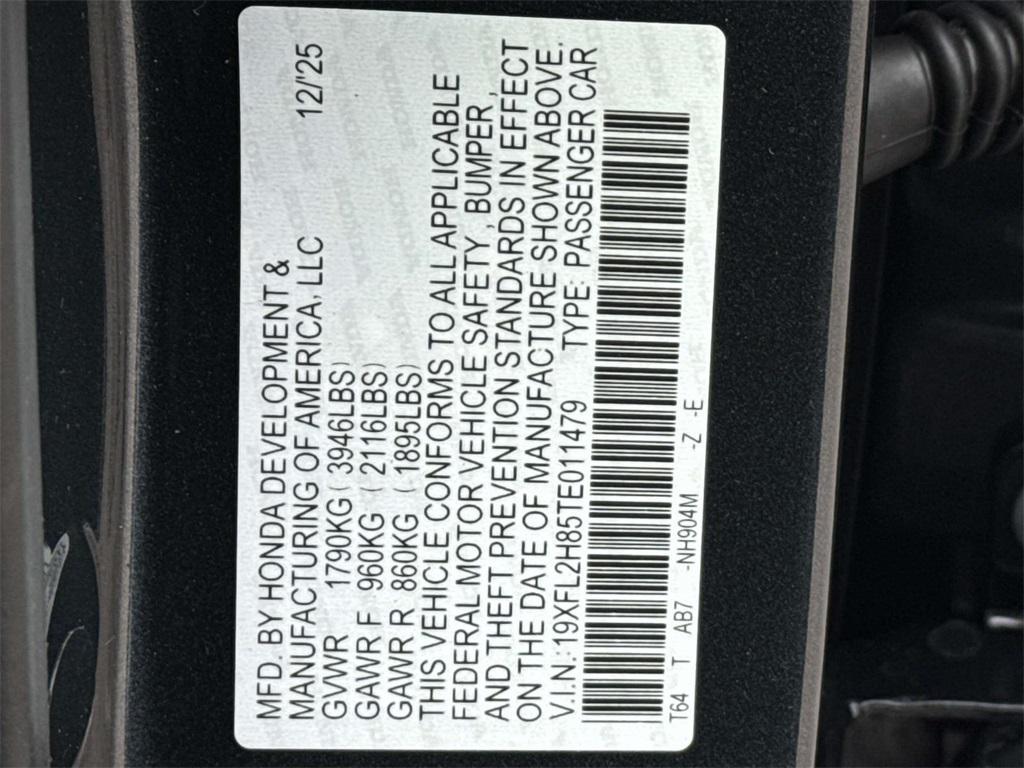 MFD. BY HONDA DEVELOPMENT &
MANUFACTURING OF AMERICA, LLC 12/'25
GVWR 1790KG ( 3946LBS)
GAWR F 960KG ( 2116LBS)
GAWR R 860KG ( 1895LBS)
THIS VEHICLE CONFORMS TO ALL APPLICABLE
FEDERAL MOTOR VEHICLE SAFETY , BUMPER ,
AND THEFT PREVENTION STANDARDS IN EFFECT
ON THE DATE OF MANUFACTURE SHOWN ABOVE.
V.I.N.:19XFL2H85TE011479 TYPE: PASSENGER CAR
T64 T AB7 -NH904M -Z -E